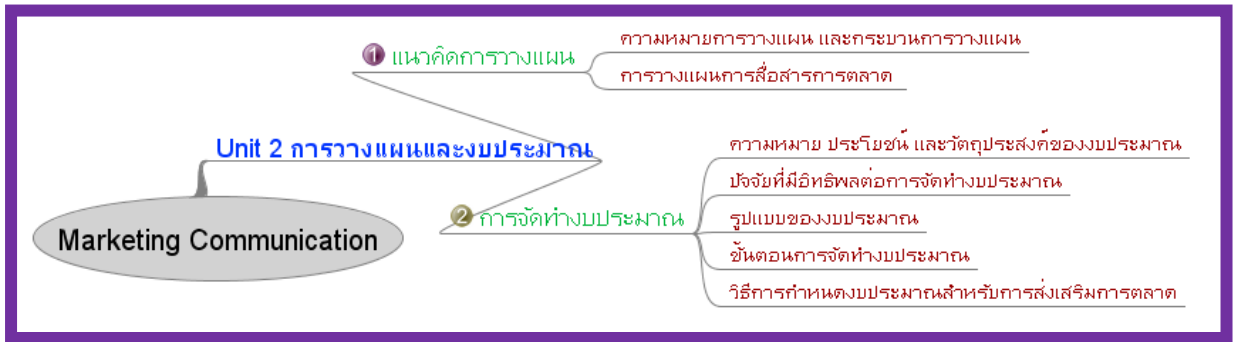 1 แนวคิดการวางแผน
ความหมายการวางแผน และกระบวนการวางแผน
การวางแผนการสื่อสารการตลาด
Unit 2 การวางแผนและงบประมาณ
Marketing Communication
2 การจัดทำงบประมาณ
ความหมาย ประโยชน์ และวัตถุประสงค์ของงบประมาณ
ปัจจัยที่มีอิทธิพลต่อการจัดทำงบประมาณ
รูปแบบของงบประมาณ
ขั้นตอนการจัดทำงบประมาณ
วิธีการกำหนดงบประมาณสำหรับการส่งเสริมการตลาด